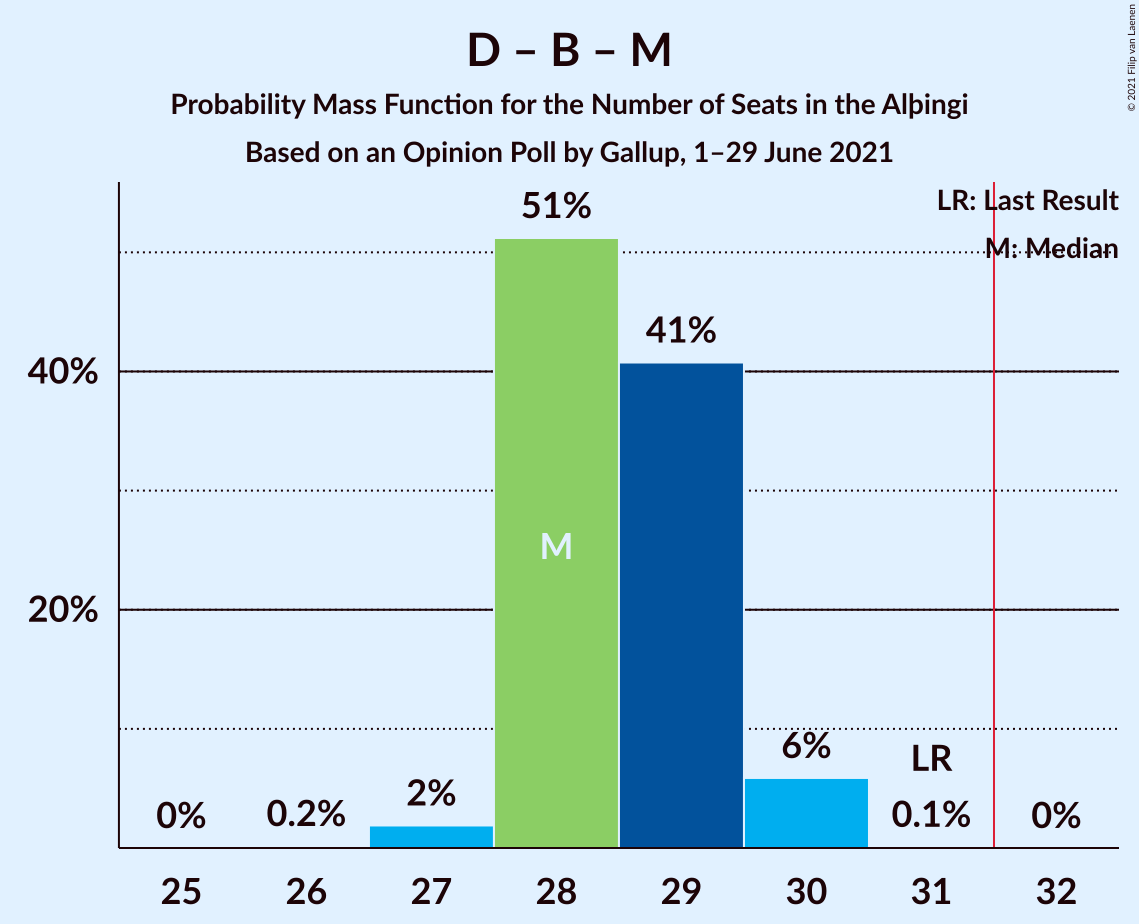 D – B – M
Probability Mass Function for the Number of Seats in the Alþingi
Based on an Opinion Poll by Gallup, 1–29 June 2021
© 2021 Filip van Laenen
LR: Last Result
M: Median
51%
41%
40%
M
20%
6%
LR
2%
0%
0.2%
0.1%
0%
25 26 27 28 29 30 31 32